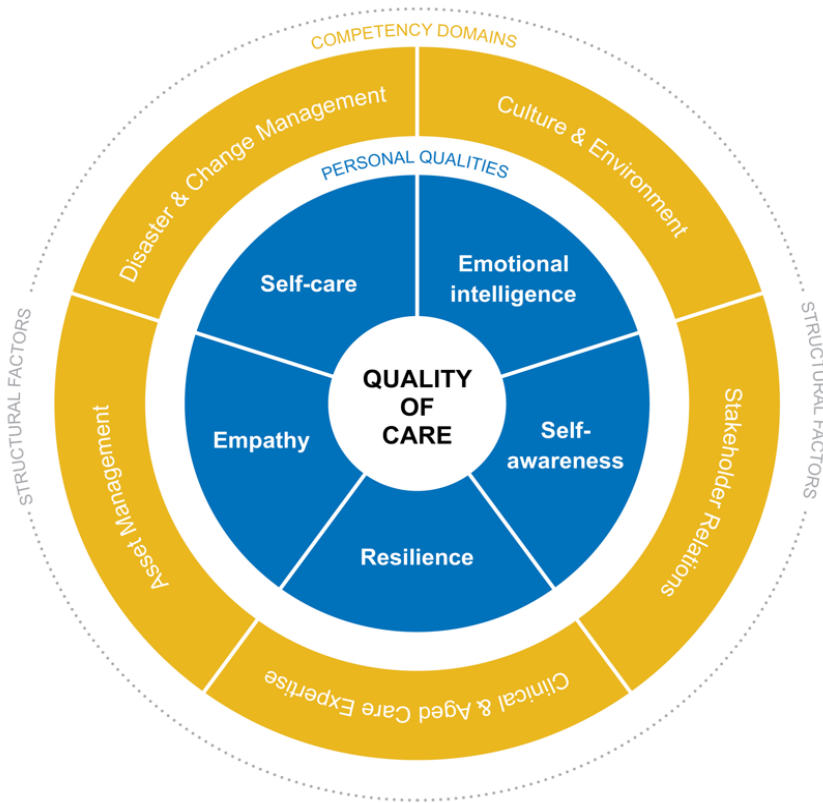 COMPETENCY DOMAINS
Disaster & Change Management
Culture & Environment
PERSONAL QUALITIES
Self-care
Emotional
intelligence
STRUCTURAL FACTORS
STRUCTURAL FACTORS
QUALITY
OF
CARE
Empathy
Self-
awareness
Asset Management
Stakeholder Relations
Resilience
Clinical & Aged Care Expertise